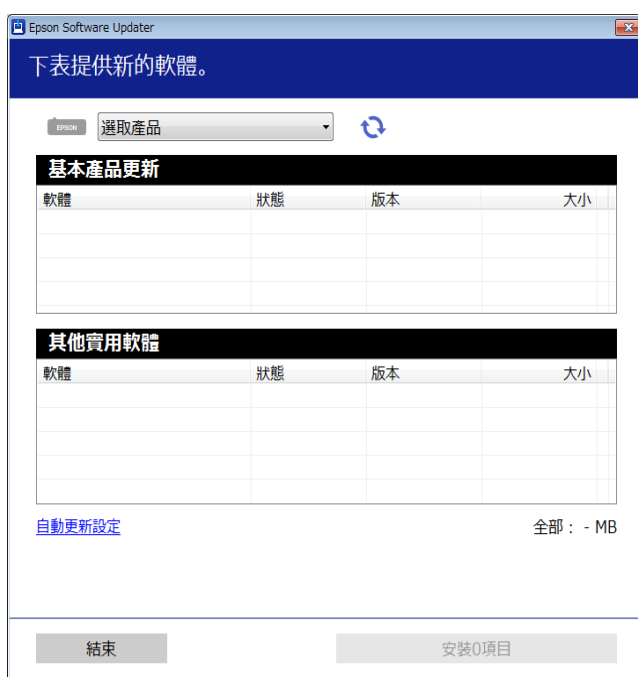 Epson Software Updater
下表提供新的軟體。
EPSON 選取產品
基本產品更新
軟體 狀態 版本 大小
其他實用軟體
軟體 狀態 版本 大小
自動更新設定 全部： - MB
結束 安裝0項目